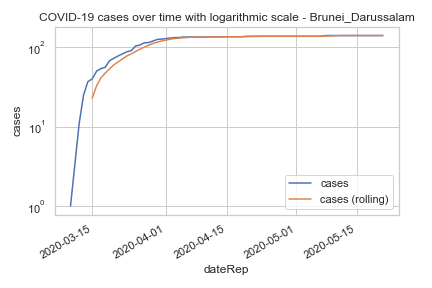 COVID-19 cases over time with logarithmic scale - Brunei_Darussalam
10²
10¹
10⁰
cases
cases
cases (rolling)
2020-03-15
2020-04-01
2020-04-15
2020-05-01
2020-05-15
dateRep